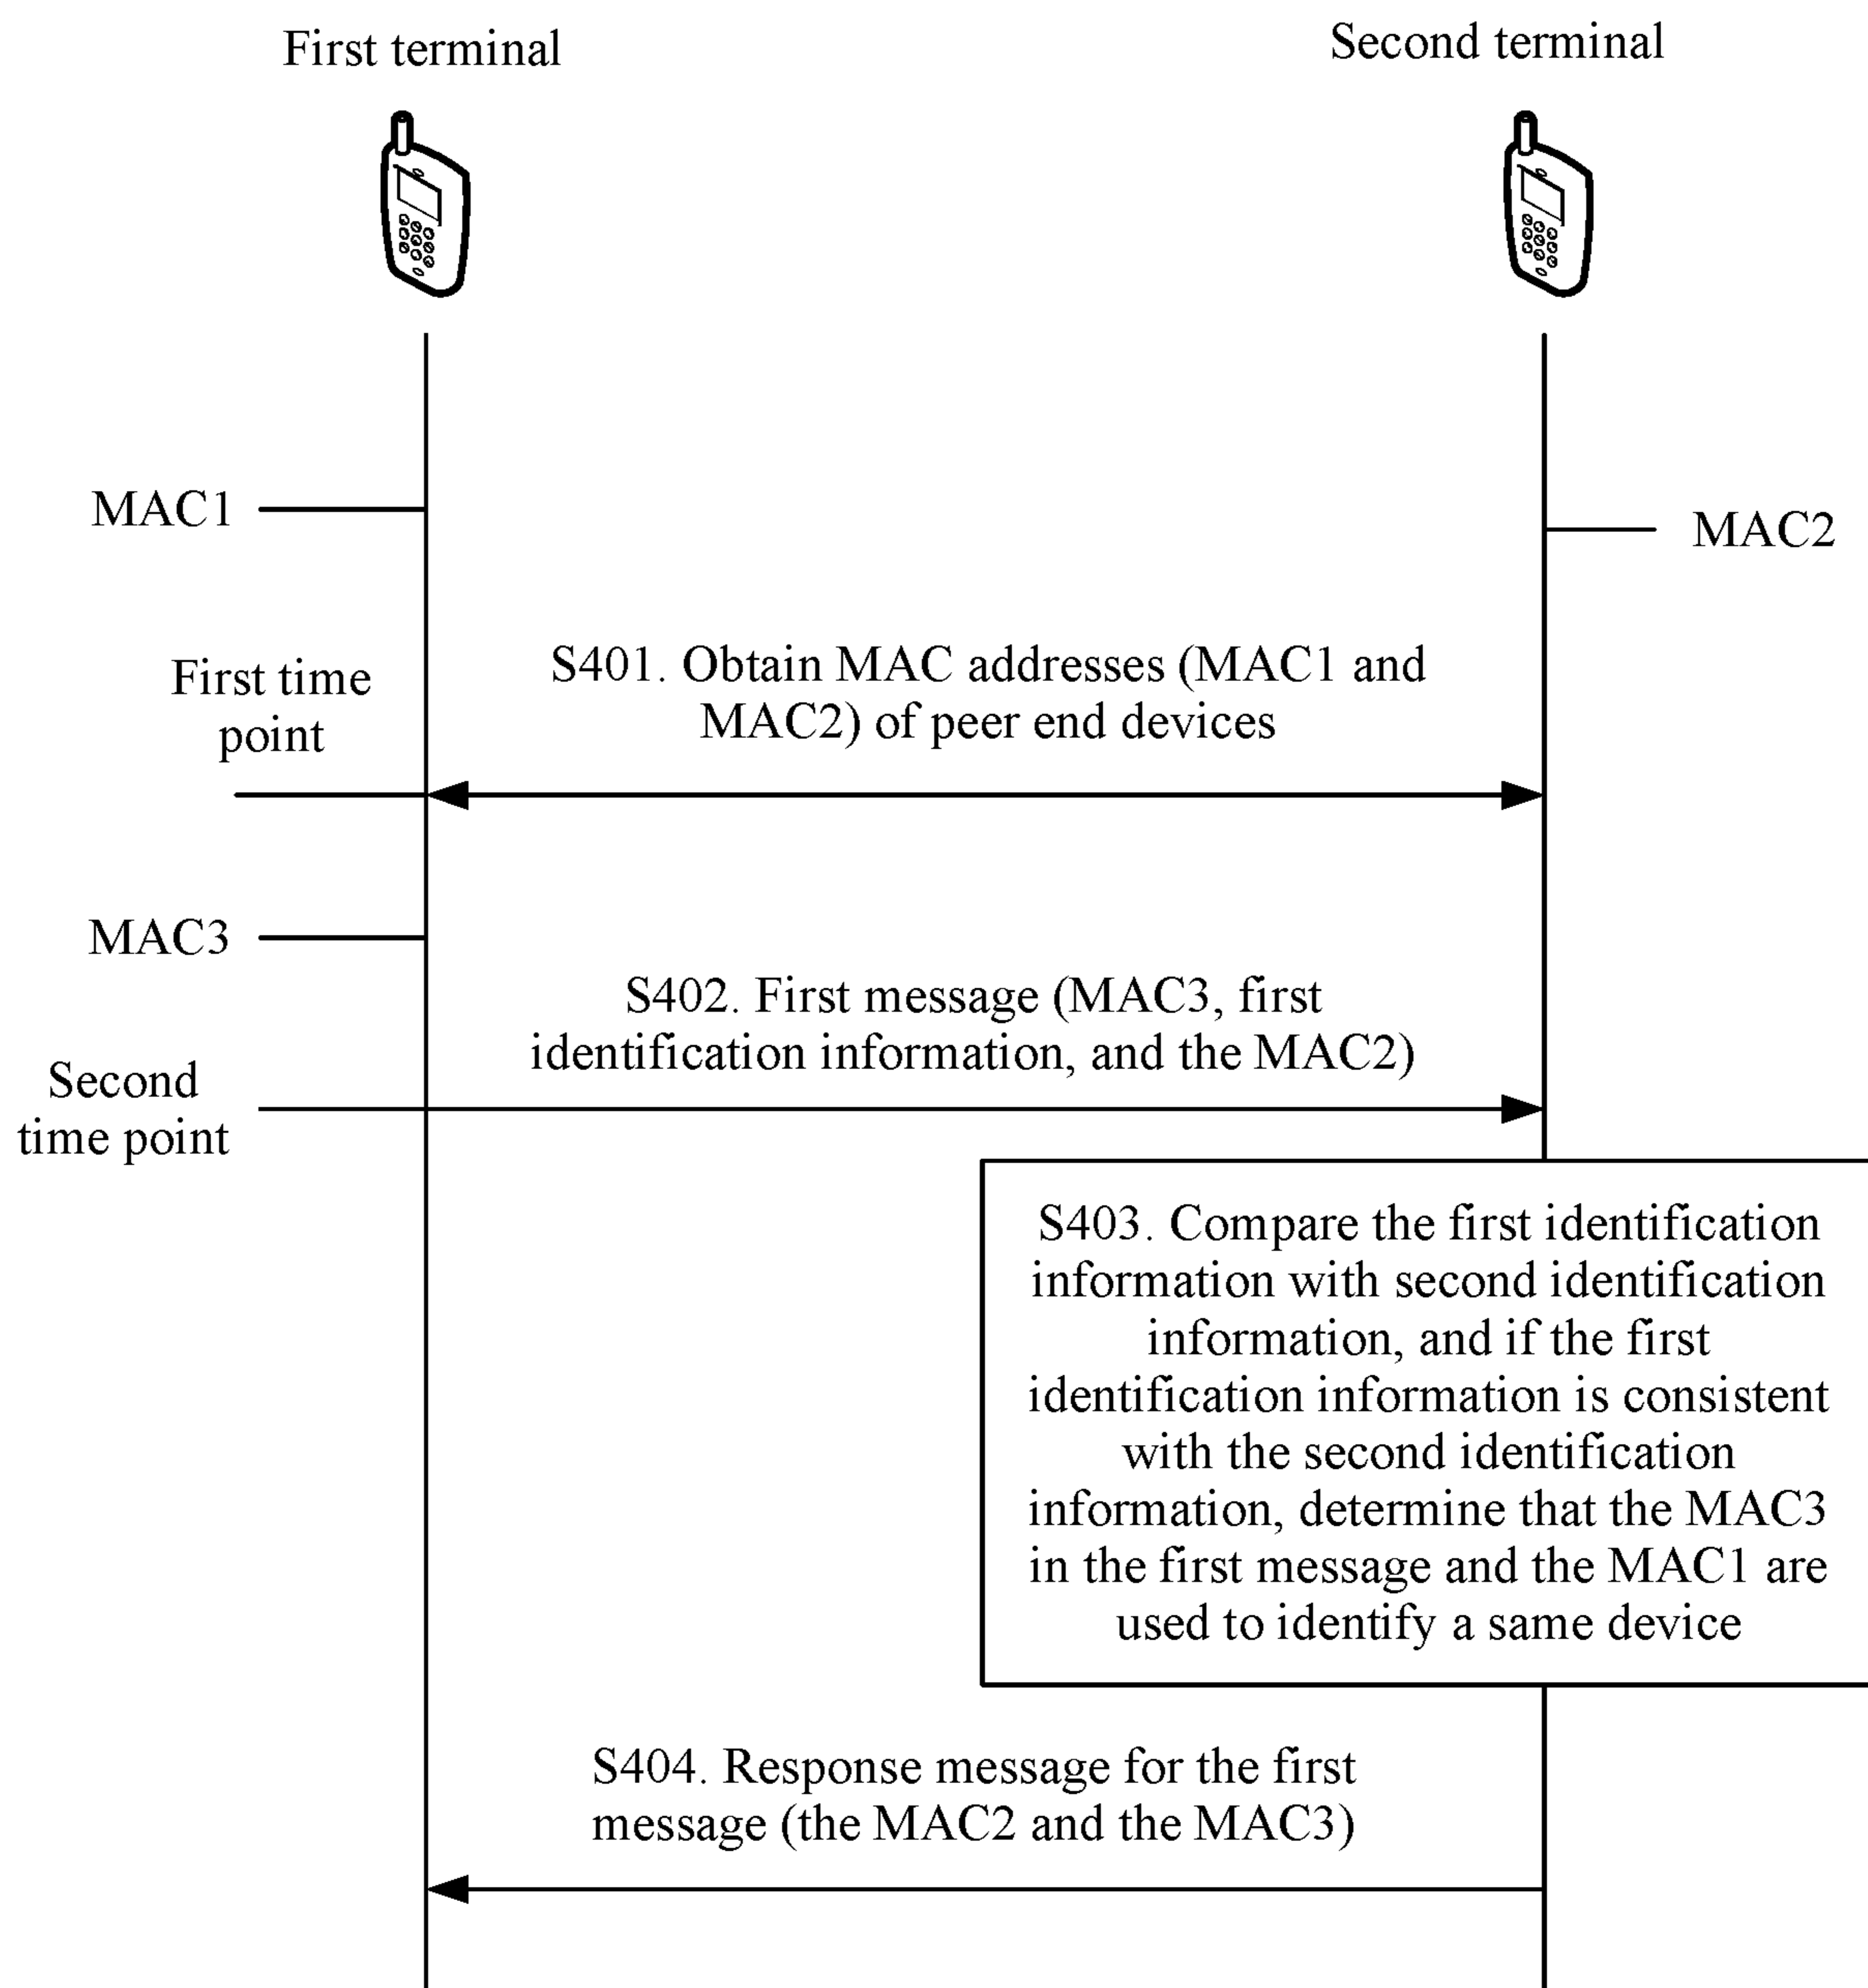 First terminal
Second terminal
MAC1
MAC2
First time
point
S401. Obtain MAC addresses (MAC1 and
MAC2) of peer end devices
MAC3
S402. First message (MAC3, first
identification information, and the MAC2)
Second
time point
S403. Compare the first identification
information with second identification
information, and if the first
identification information is consistent
with the second identification
information, determine that the MAC3
in the first message and the MAC1 are
used to identify a same device
S404. Response message for the first
message (the MAC2 and the MAC3)